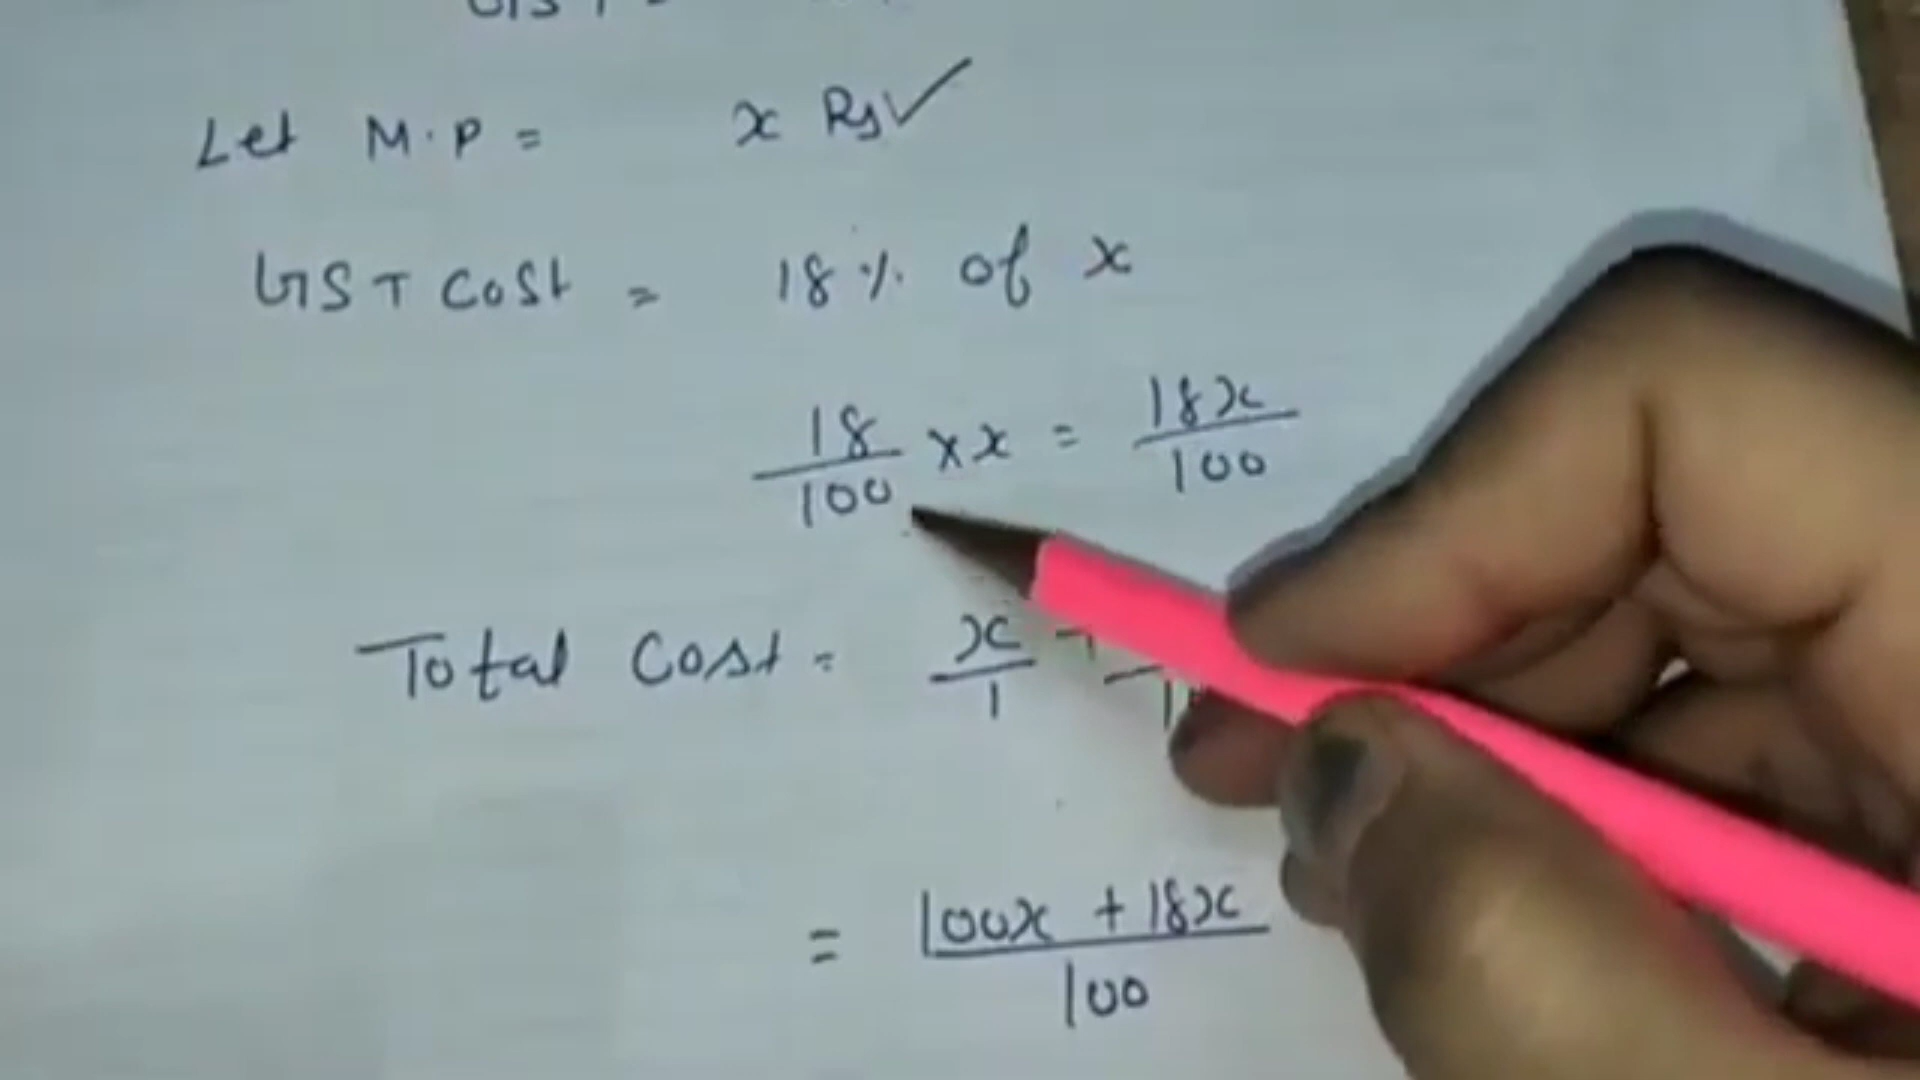 Let M.P = x Rs ✓
GST Cost = 18% of x
18/100 × x = 18x/100
Total Cost = x/1 +
= 100x + 18x/100